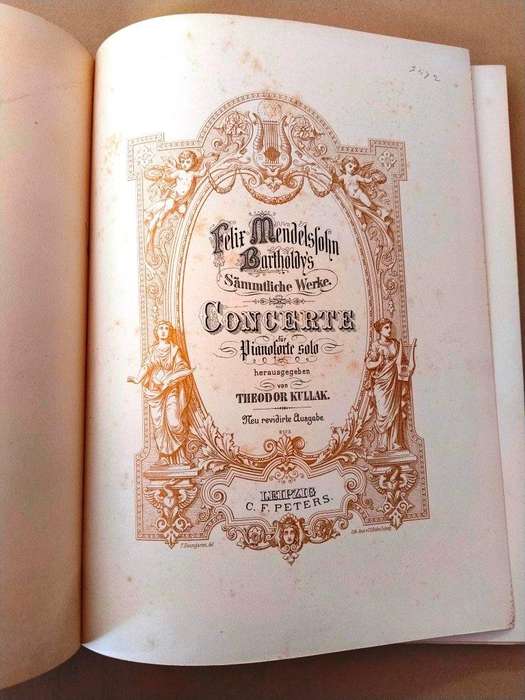 Felix Mendelssohn
Bartholdy's
Sämmtliche Werke.
CONCERTE
für
Pianoforte solo
herausgegeben
von
THEODOR KULLAK.
Neu revidirte Ausgabe.
LEIPZIG
C. F. PETERS.